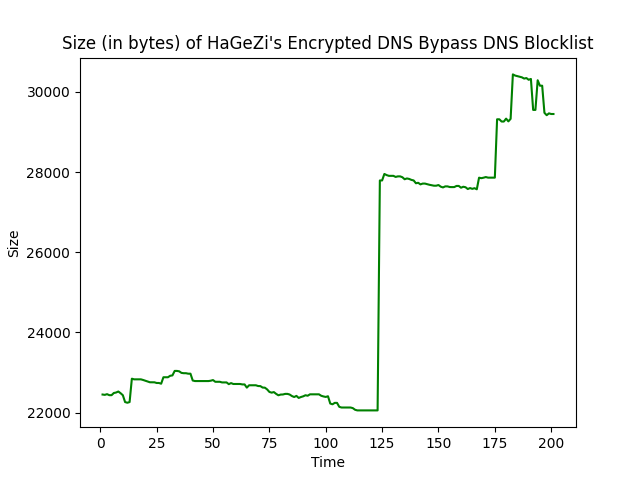 Size (in bytes) of HaGeZi's Encrypted DNS Bypass DNS Blocklist
30000
28000
26000
24000
22000
Size
0 25 50 75 100 125 150 175 200
Time